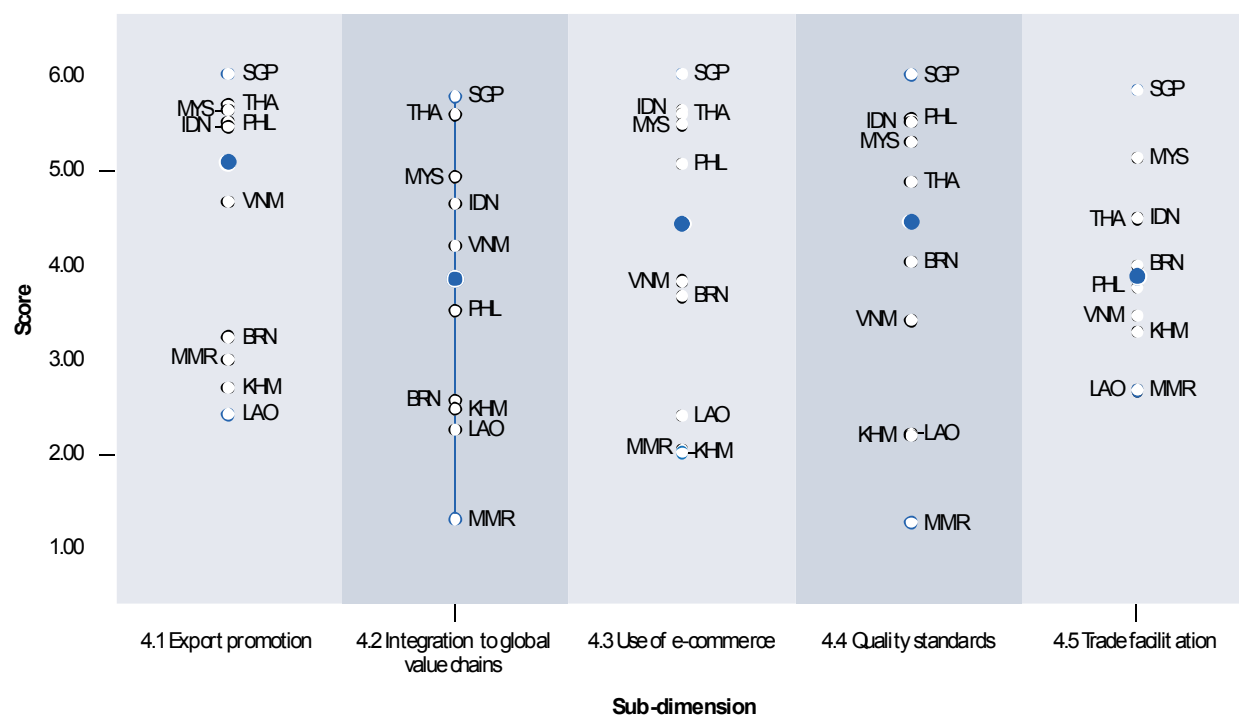 6.00
5.00
4.00
3.00
2.00
1.00
Score
SGP
THA
MYS
PHL
IDN
VNM
BRN
MMR
KHM
LAO
SGP
THA
MYS
IDN
VNM
PHL
BRN
KHM
LAO
MMR
SGP
IDN
THA
MYS
PHL
VNM
BRN
LAO
MMR
KHM
SGP
PHL
IDN
MYS
THA
BRN
VNM
KHM
LAO
MMR
SGP
MYS
THA
IDN
BRN
PHL
VNM
KHM
LAO
MMR
4.1 Export promotion
4.2 Integration to global
value chains
4.3 Use of e-commerce
4.4 Quality standards
4.5 Trade facilitation
Sub-dimension